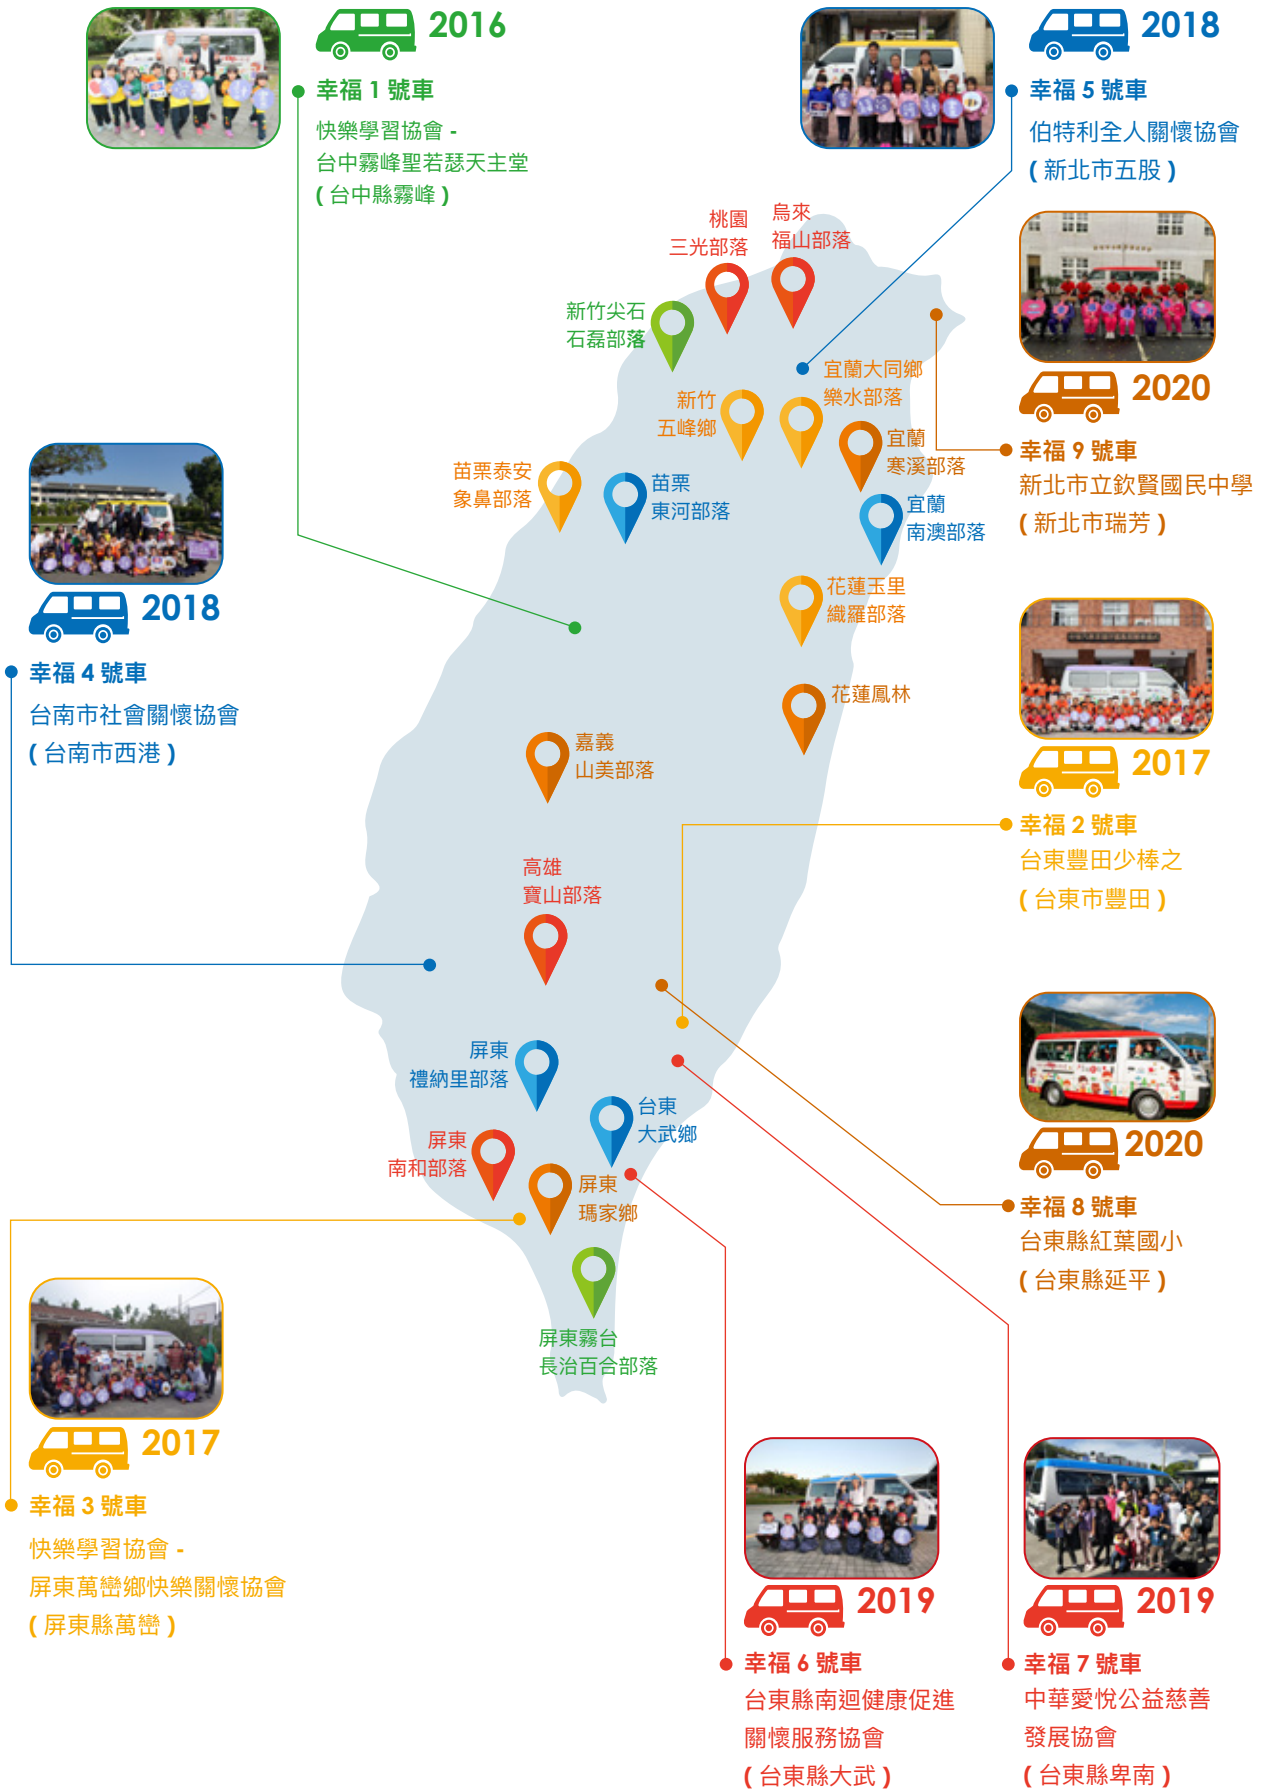 2016
幸福 1 號車
快樂學習協會 -
台中霧峰聖若瑟天主堂
( 台中縣霧峰 )
2018
幸福 5 號車
伯特利全人關懷協會
( 新北市五股 )
桃園
三光部落
烏來
福山部落
新竹尖石
石磊部落
宜蘭大同鄉
樂水部落
新竹
五峰鄉
宜蘭
寒溪部落
2020
幸福 9 號車
新北市立欽賢國民中學
( 新北市瑞芳 )
苗栗泰安
象鼻部落
苗栗
東河部落
宜蘭
南澳部落
2018
幸福 4 號車
台南市社會關懷協會
( 台南市西港 )
花蓮玉里
織羅部落
花蓮鳳林
嘉義
山美部落
2017
幸福 2 號車
台東豐田少棒之
( 台東市豐田 )
高雄
寶山部落
屏東
禮納里部落
台東
大武鄉
屏東
南和部落
屏東
瑪家鄉
2020
幸福 8 號車
台東縣紅葉國小
( 台東縣延平 )
屏東霧台
長治百合部落
2017
幸福 3 號車
快樂學習協會 -
屏東萬巒鄉快樂關懷協會
( 屏東縣萬巒 )
2019
幸福 6 號車
台東縣南迴健康促進
關懷服務協會
( 台東縣大武 )
2019
幸福 7 號車
中華愛悅公益慈善
發展協會
( 台東縣卑南 )